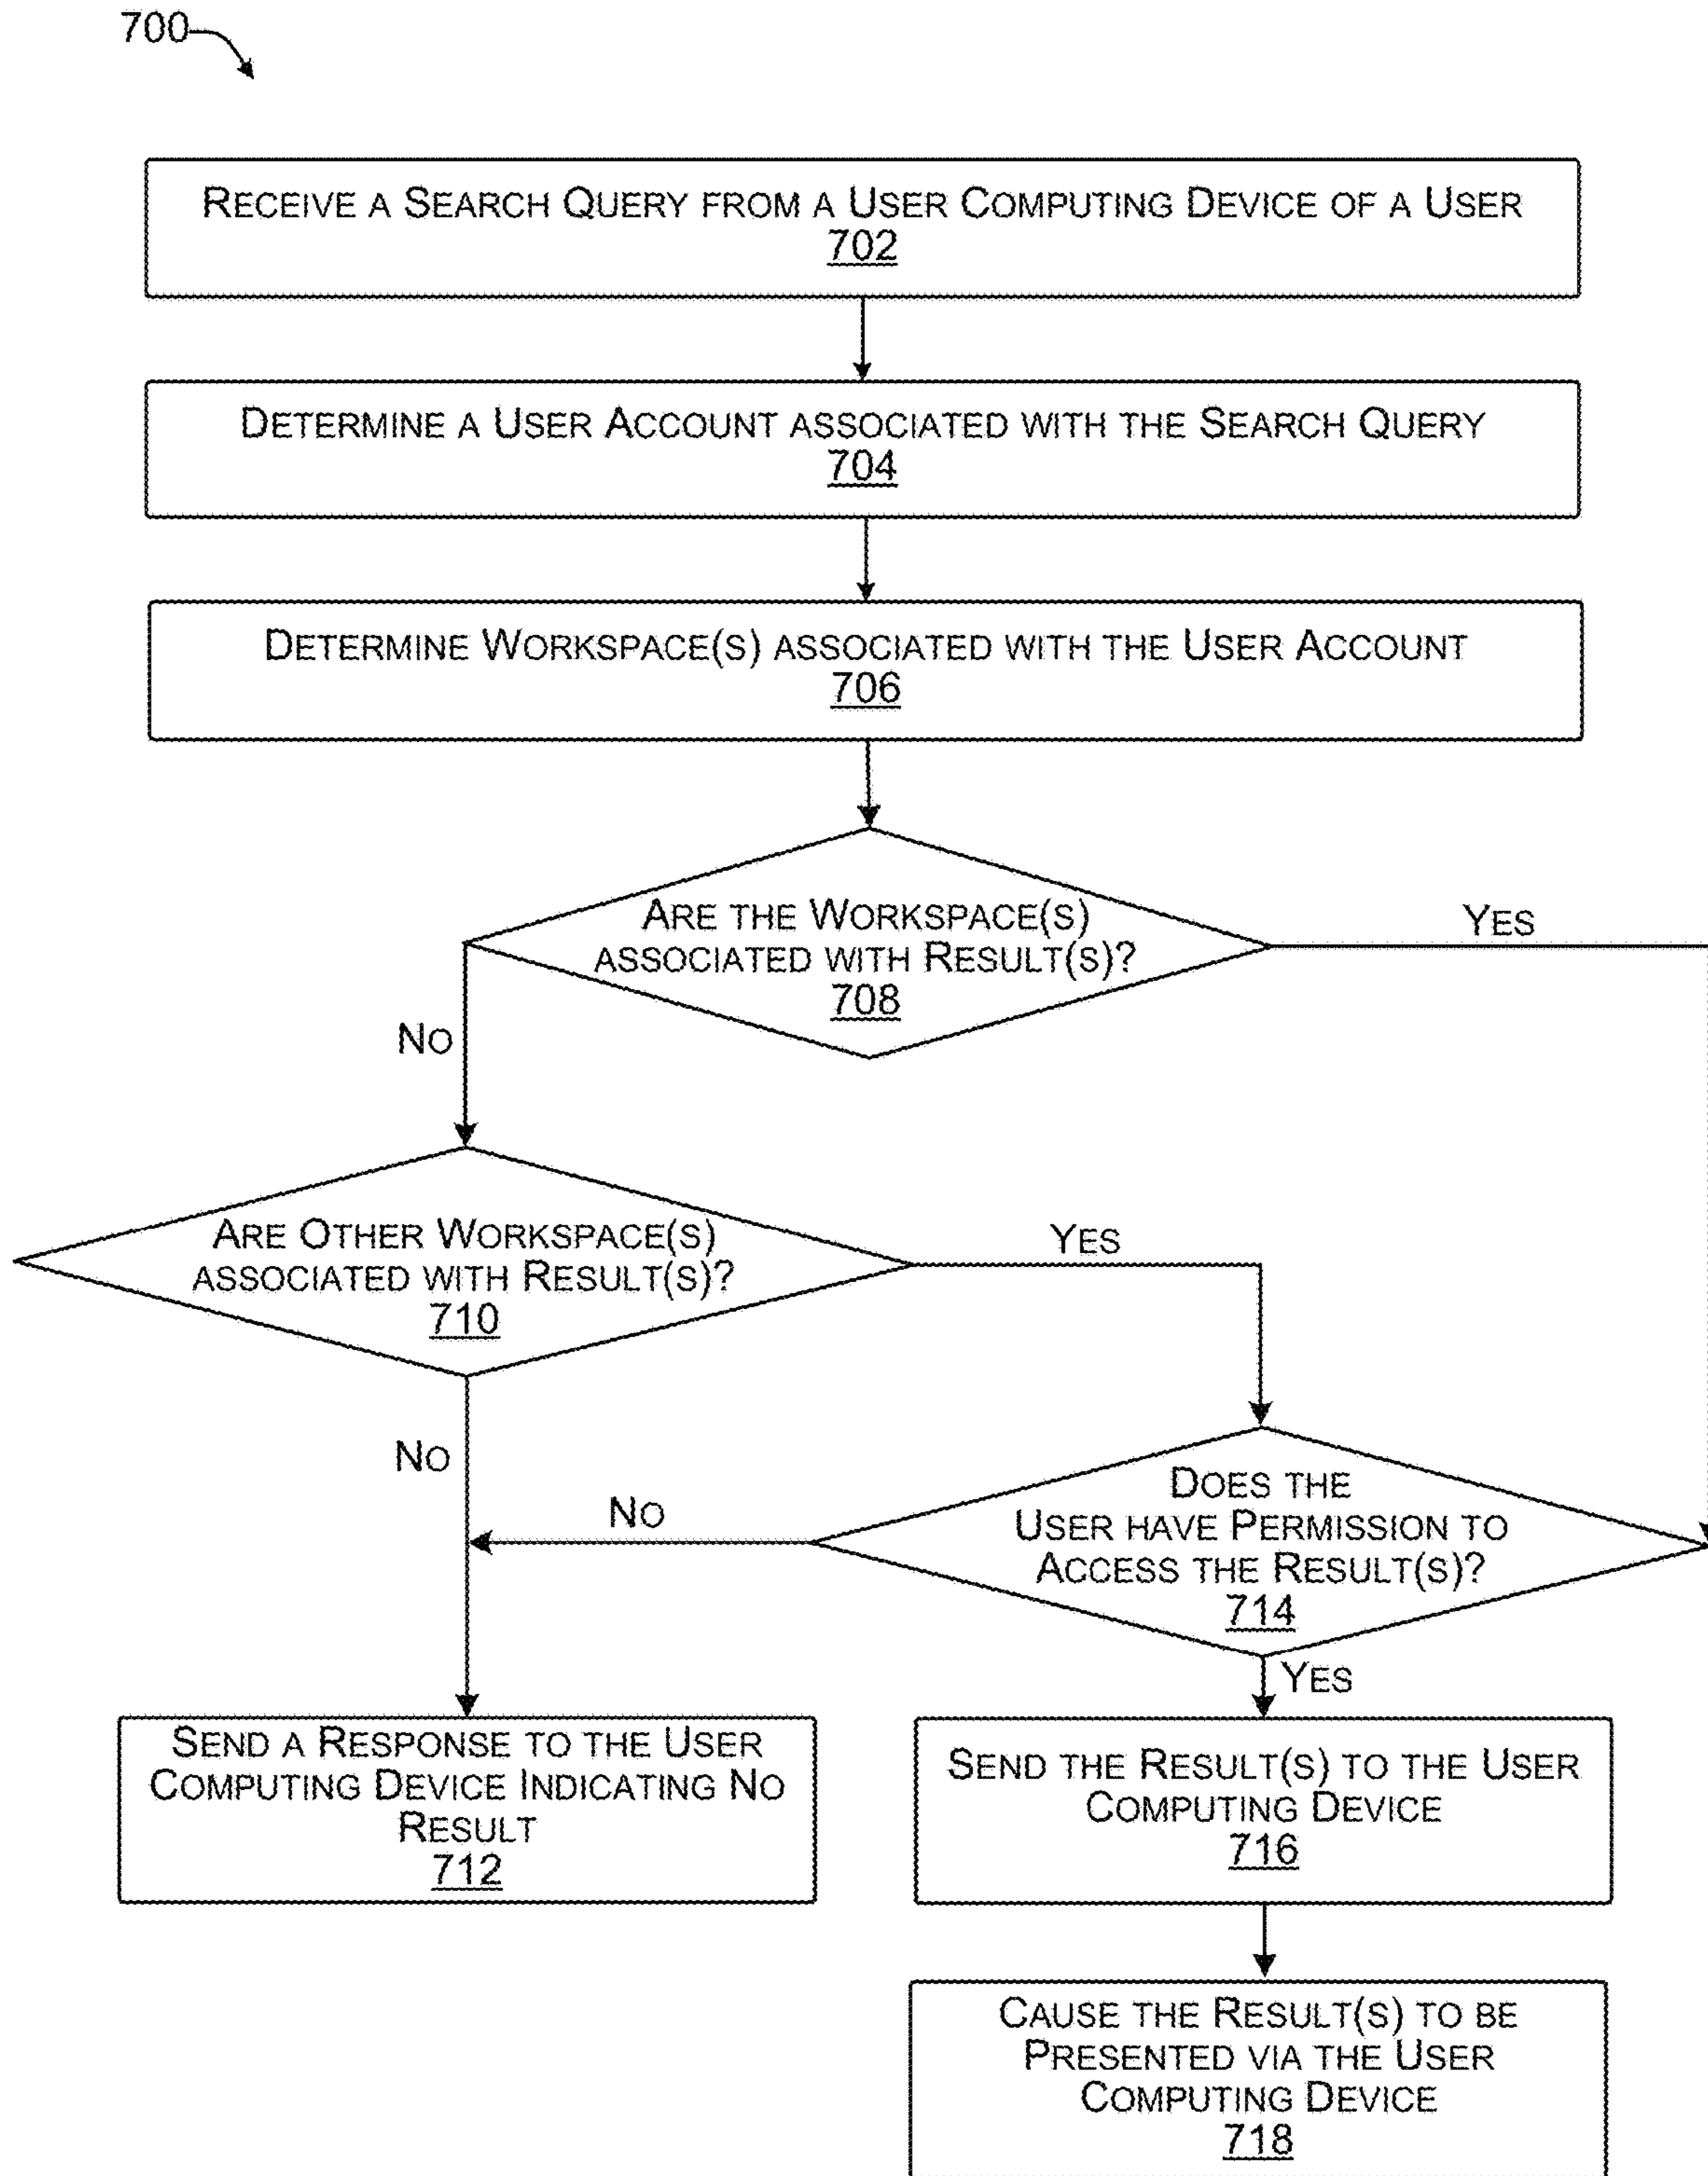 700
RECEIVE A SEARCH QUERY FROM A USER COMPUTING DEVICE OF A USER
702
DETERMINE A USER ACCOUNT ASSOCIATED WITH THE SEARCH QUERY
704
DETERMINE WORKSPACE(S) ASSOCIATED WITH THE USER ACCOUNT
706
ARE THE WORKSPACE(S)
ASSOCIATED WITH RESULT(S)?
708
YES
NO
ARE OTHER WORKSPACE(S)
ASSOCIATED WITH RESULT(S)?
710
YES
NO
DOES THE
USER HAVE PERMISSION TO
ACCESS THE RESULT(S)?
714
NO
YES
SEND A RESPONSE TO THE USER
COMPUTING DEVICE INDICATING NO
RESULT
712
SEND THE RESULT(S) TO THE USER
COMPUTING DEVICE
716
CAUSE THE RESULT(S) TO BE
PRESENTED VIA THE USER
COMPUTING DEVICE
718